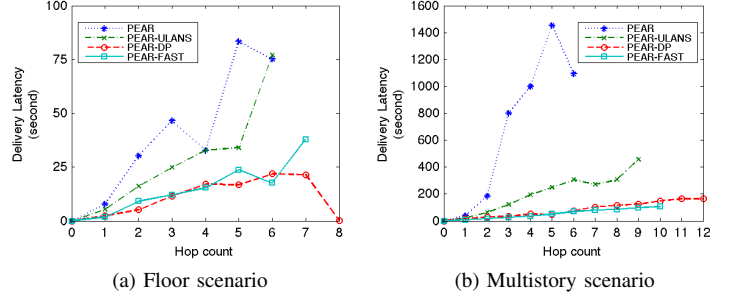 100
75
50
25
0
0 1 2 3 4 5 6 7 8
Delivery Latency
(second)
Hop count
PEAR
PEAR-ULANS
PEAR-DP
PEAR-FAST
(a) Floor scenario
1600
1400
1200
1000
800
600
400
200
0
0 1 2 3 4 5 6 7 8 9 10 11 12
Delivery Latency
(second)
Hop count
PEAR
PEAR-ULANS
PEAR-DP
PEAR-FAST
(b) Multistory scenario